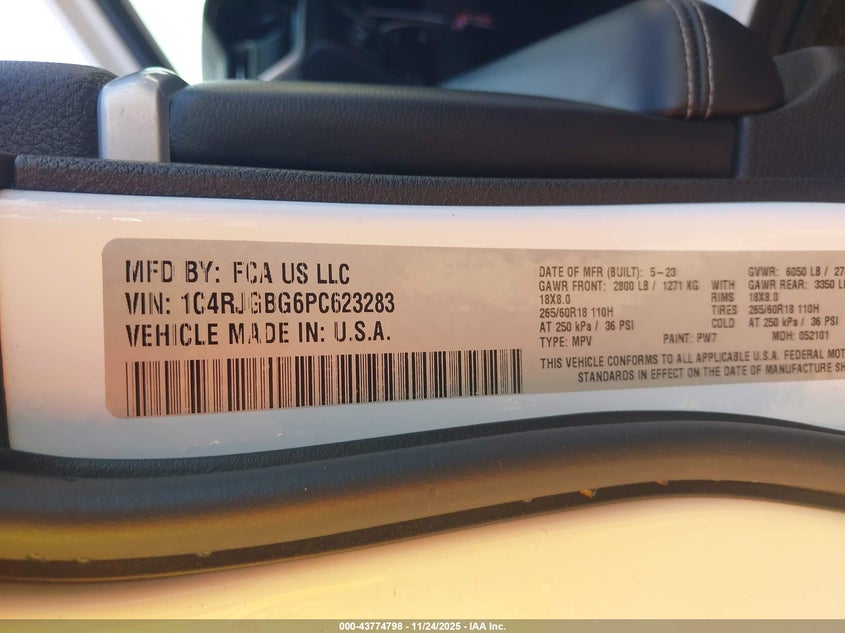 MFD BY: FCA US LLC
VIN: 1C4RJGBG6PC623283
VEHICLE MADE IN: U.S.A.
DATE OF MFR (BUILT): 5-23 GVWR: 6050 LB / 27
GAWR FRONT: 2800 LB / 1271 KG WITH GAWR REAR: 3350 L
18X8.0 RIMS 18X8.0
265/60R18 110H TIRES 265/60R18 110H
AT 250 kPa / 36 PSI COLD AT 250 kPa / 36 PSI
TYPE: MPV PAINT: PW7 MDH: 052101
THIS VEHICLE CONFORMS TO ALL APPLICABLE U.S.A. FEDERAL MOT
STANDARDS IN EFFECT ON THE DATE OF MANUFACTURE SH
000-43774798 - 11/24/2025 - IAA Inc.